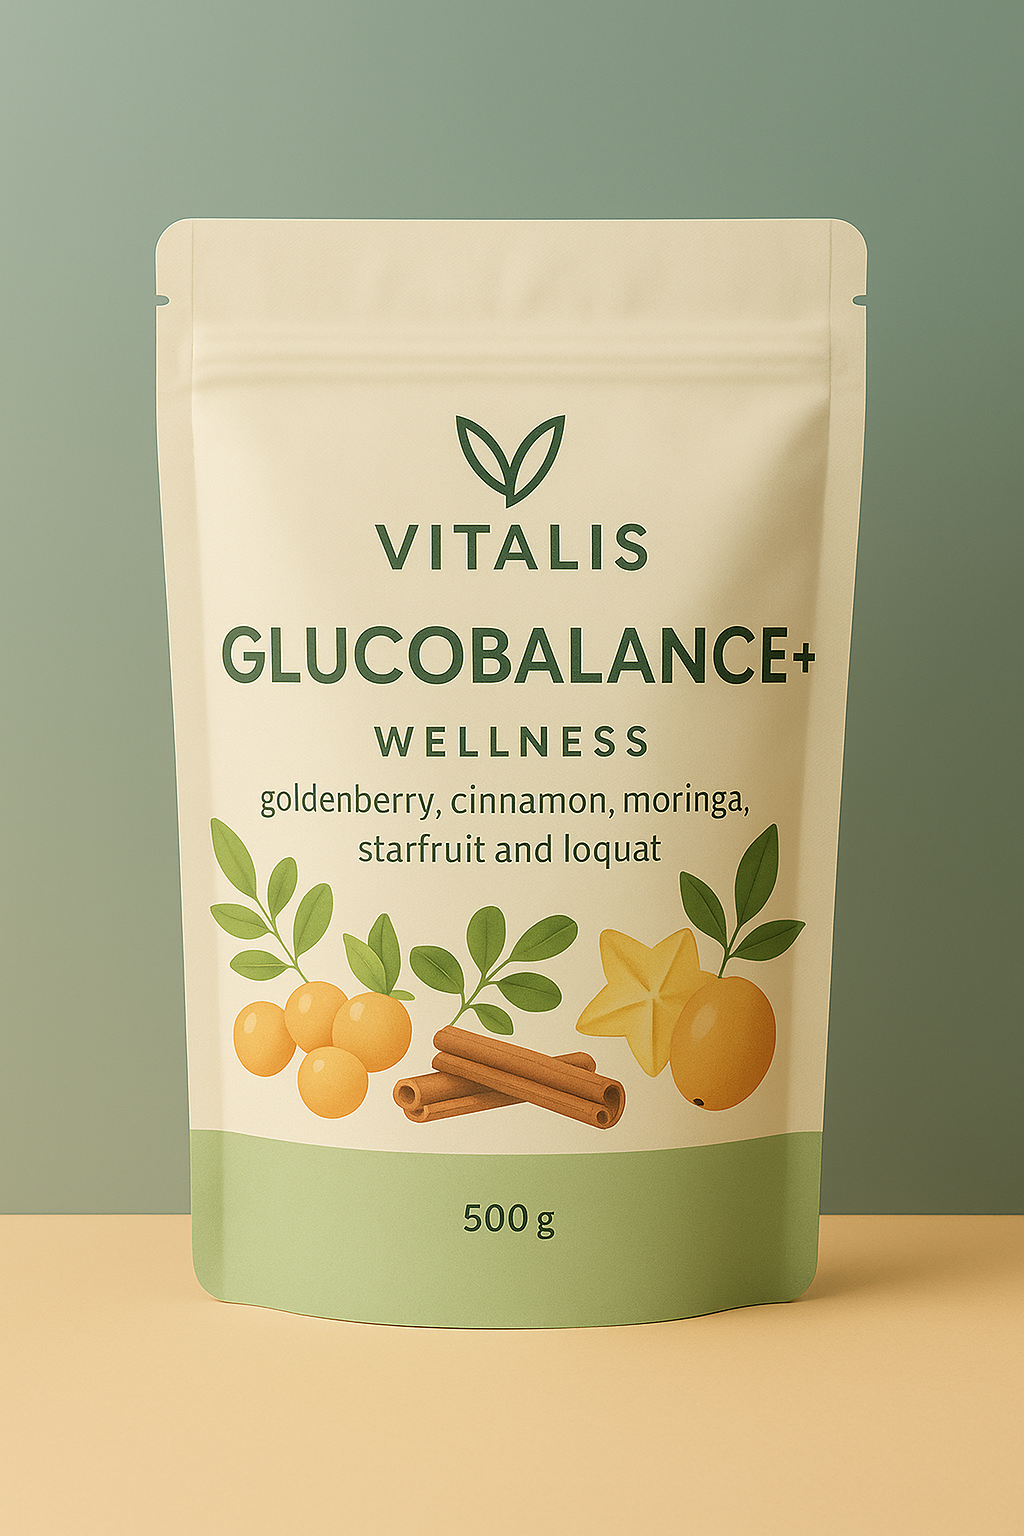 VITALIS
GLUCOBALANCE+
WELLNESS
goldenberry, cinnamon, moringa,
starfruit and loquat
500 g